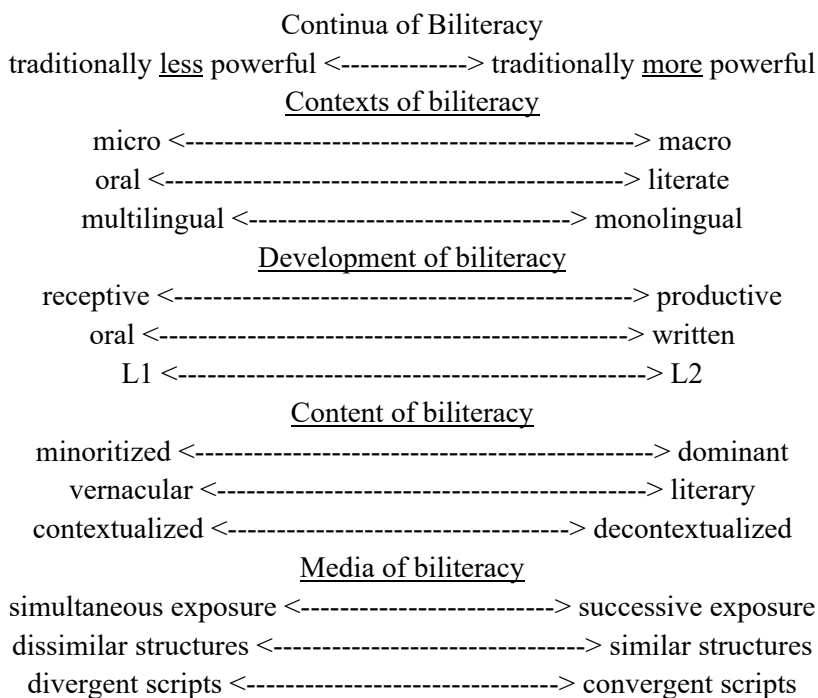 Continua of Biliteracy
traditionally less powerful <-------------> traditionally more powerful
Contexts of biliteracy
micro <----------------------------------------------> macro
oral <-----------------------------------------------> literate
multilingual <----------------------------------> monolingual
Development of biliteracy
receptive <-----------------------------------------------> productive
oral <-----------------------------------------------> written
L1 <------------------------------------------------> L2
Content of biliteracy
minoritized <-----------------------------------------------> dominant
vernacular <--------------------------------------------> literary
contextualized <-----------------------------------> decontextualized
Media of biliteracy
simultaneous exposure <--------------------------> successive exposure
dissimilar structures <--------------------------------> similar structures
divergent scripts <--------------------------------> convergent scripts